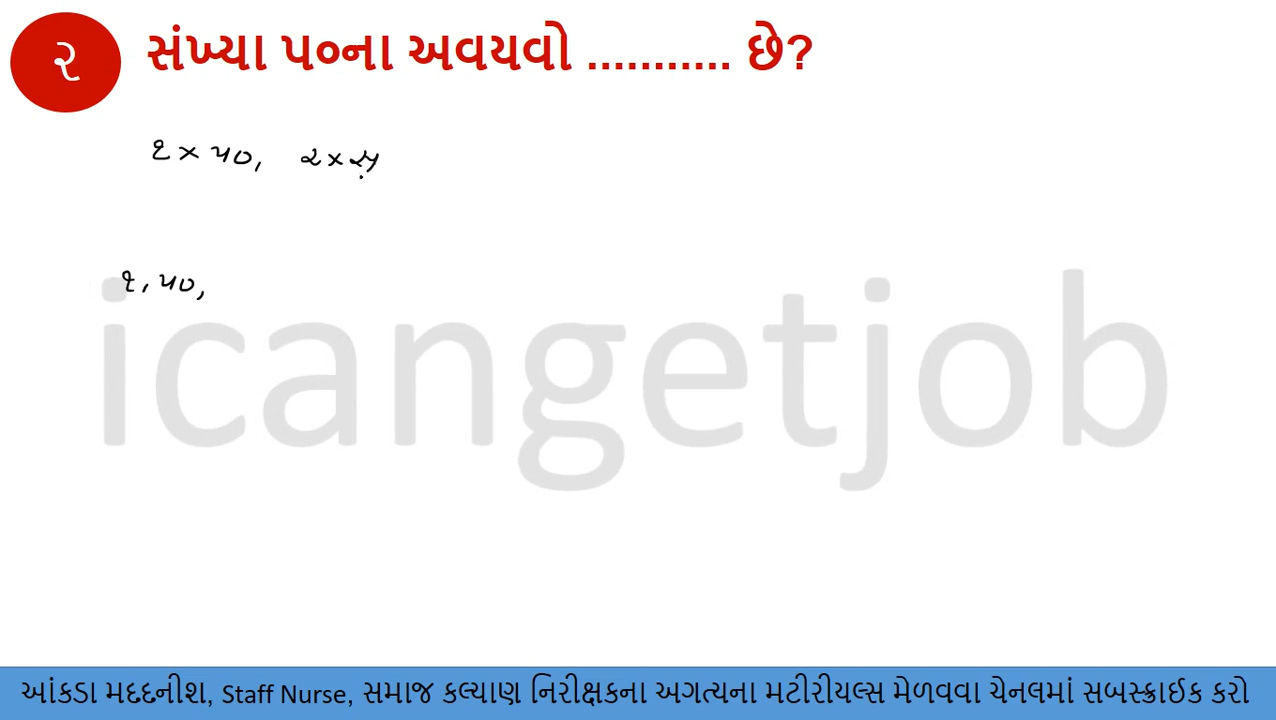 ૨
સંખ્યા ૫૦ના અવયવો ........... છે?
૧ × ૫૦, ૨ × ૨૫
૧, ૫૦,
icangetjob
આંકડા મદદનીશ, Staff Nurse, સમાજ કલ્યાણ નિરીક્ષકના અગત્યના મટીરીયલ્સ મેળવવા ચેનલમાં સબસ્ક્રાઈક કરો